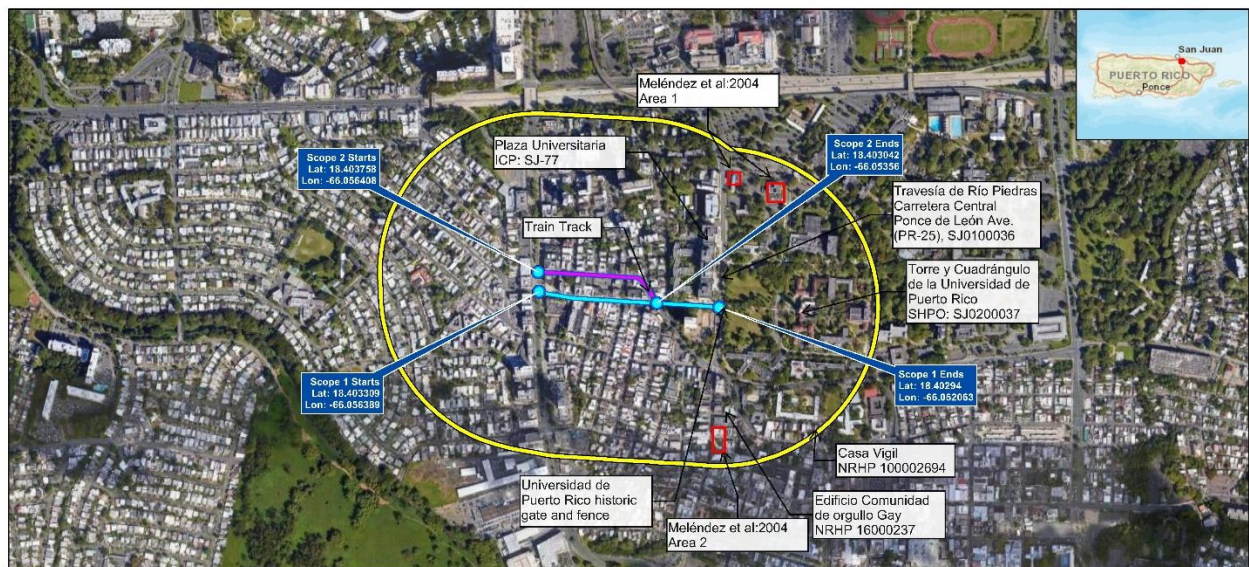 San Juan
PUERTO RICO
Ponce
Meléndez et al:2004
Area 1
Plaza Universitaria
ICP: SJ-77
Scope 2 Starts
Lat: 18.403758
Lon: -66.056408
Scope 2 Ends
Lat: 18.403042
Lon: -66.05356
Train Track
Travesía de Río Piedras
Carretera Central
Ponce de León Ave.
(PR-25), SJ0100036
Torre y Cuadrángulo
de la Universidad de
Puerto Rico
SHPO: SJ0200037
Scope 1 Starts
Lat: 18.403309
Lon: -66.056389
Scope 1 Ends
Lat: 18.40294
Lon: -66.052063
Casa Vigil
NRHP 100002694
Universidad de
Puerto Rico historic
gate and fence
Meléndez et al:2004
Area 2
Edificio Comunidad
de orgullo Gay
NRHP 16000237